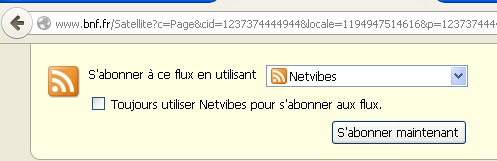 www.bnf.fr/Satellite?c=Page&cid=1237374444944&locale=1194947514616&p=1237374444
S'abonner à ce flux en utilisant Netvibes
Toujours utiliser Netvibes pour s'abonner aux flux.
S'abonner maintenant